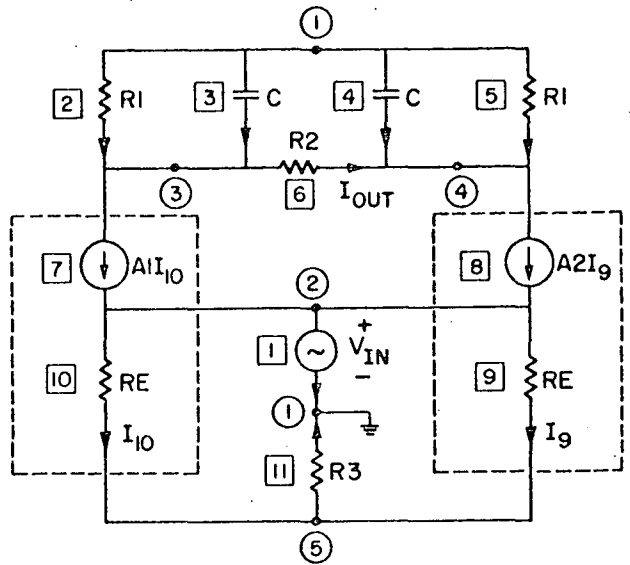 1
2 R1 3 C 4 C 5 R1
R2
3 6 IOUT 4
7 A1I10 8 A2I9
2
+
1 VIN
−
10 RE 9 RE
1
I10 I9
11 R3
5